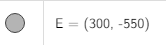 E = (300, -550)